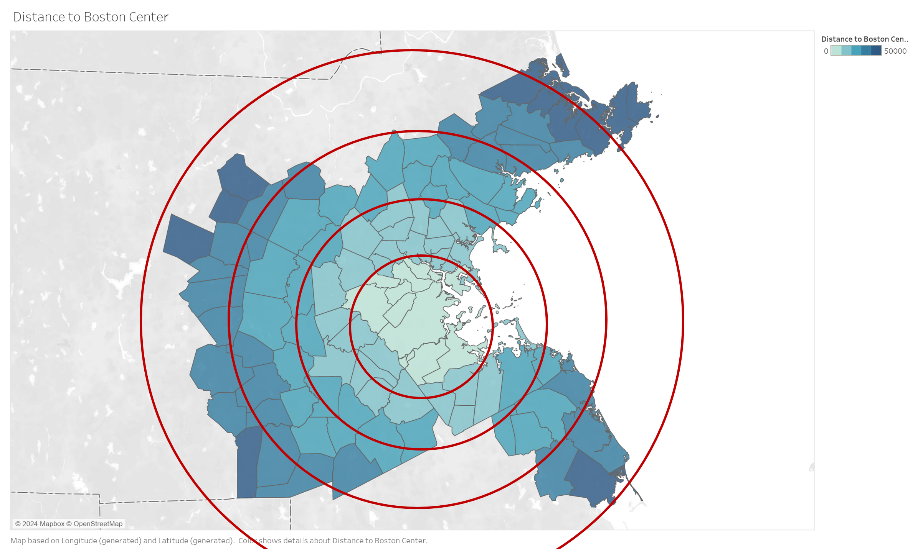 Distance to Boston Center
Distance to Boston Cen..
0 50000
© 2024 Mapbox © OpenStreetMap
Based on Longitude (generated) and Latitude (generated). Color shows details about Distance to Boston Center.